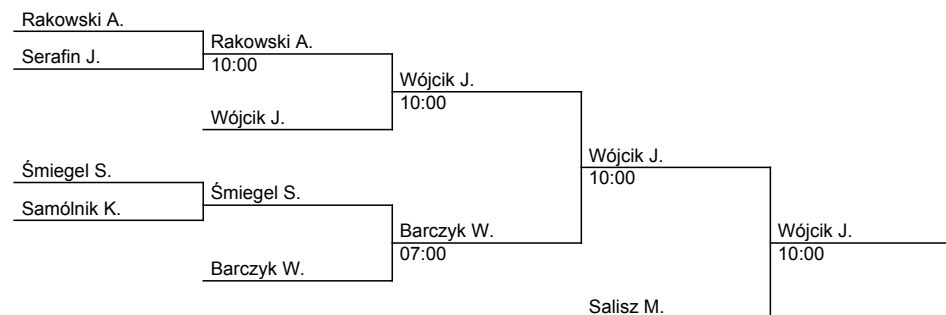 Rakowski A.
Serafin J.
Rakowski A.
10:00
Wójcik J.
Wójcik J.
10:00
Śmiegel S.
Samólnik K.
Śmiegel S.
Barczyk W.
Barczyk W.
07:00
Wójcik J.
10:00
Salisz M.
Wójcik J.
10:00